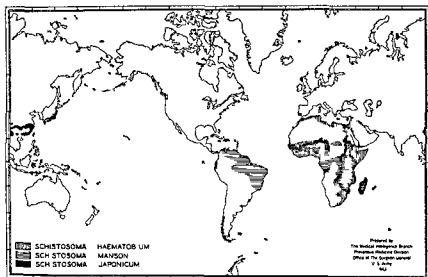 SCHISTOSOMA HAEMATOB UM
SCH STOSOMA MANSON
SCH STOSOMA JAPONICUM
Prepared by
The Medical Intelligence Branch
Preventive Medicine Division
Office of The Surgeon General
U S Army